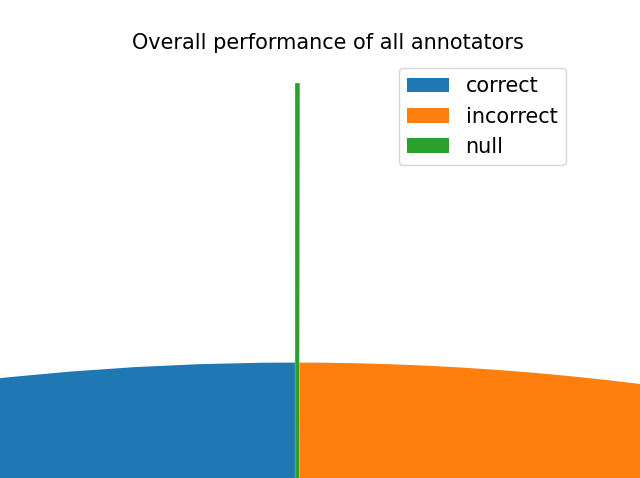 Overall performance of all annotators
correct
incorrect
null